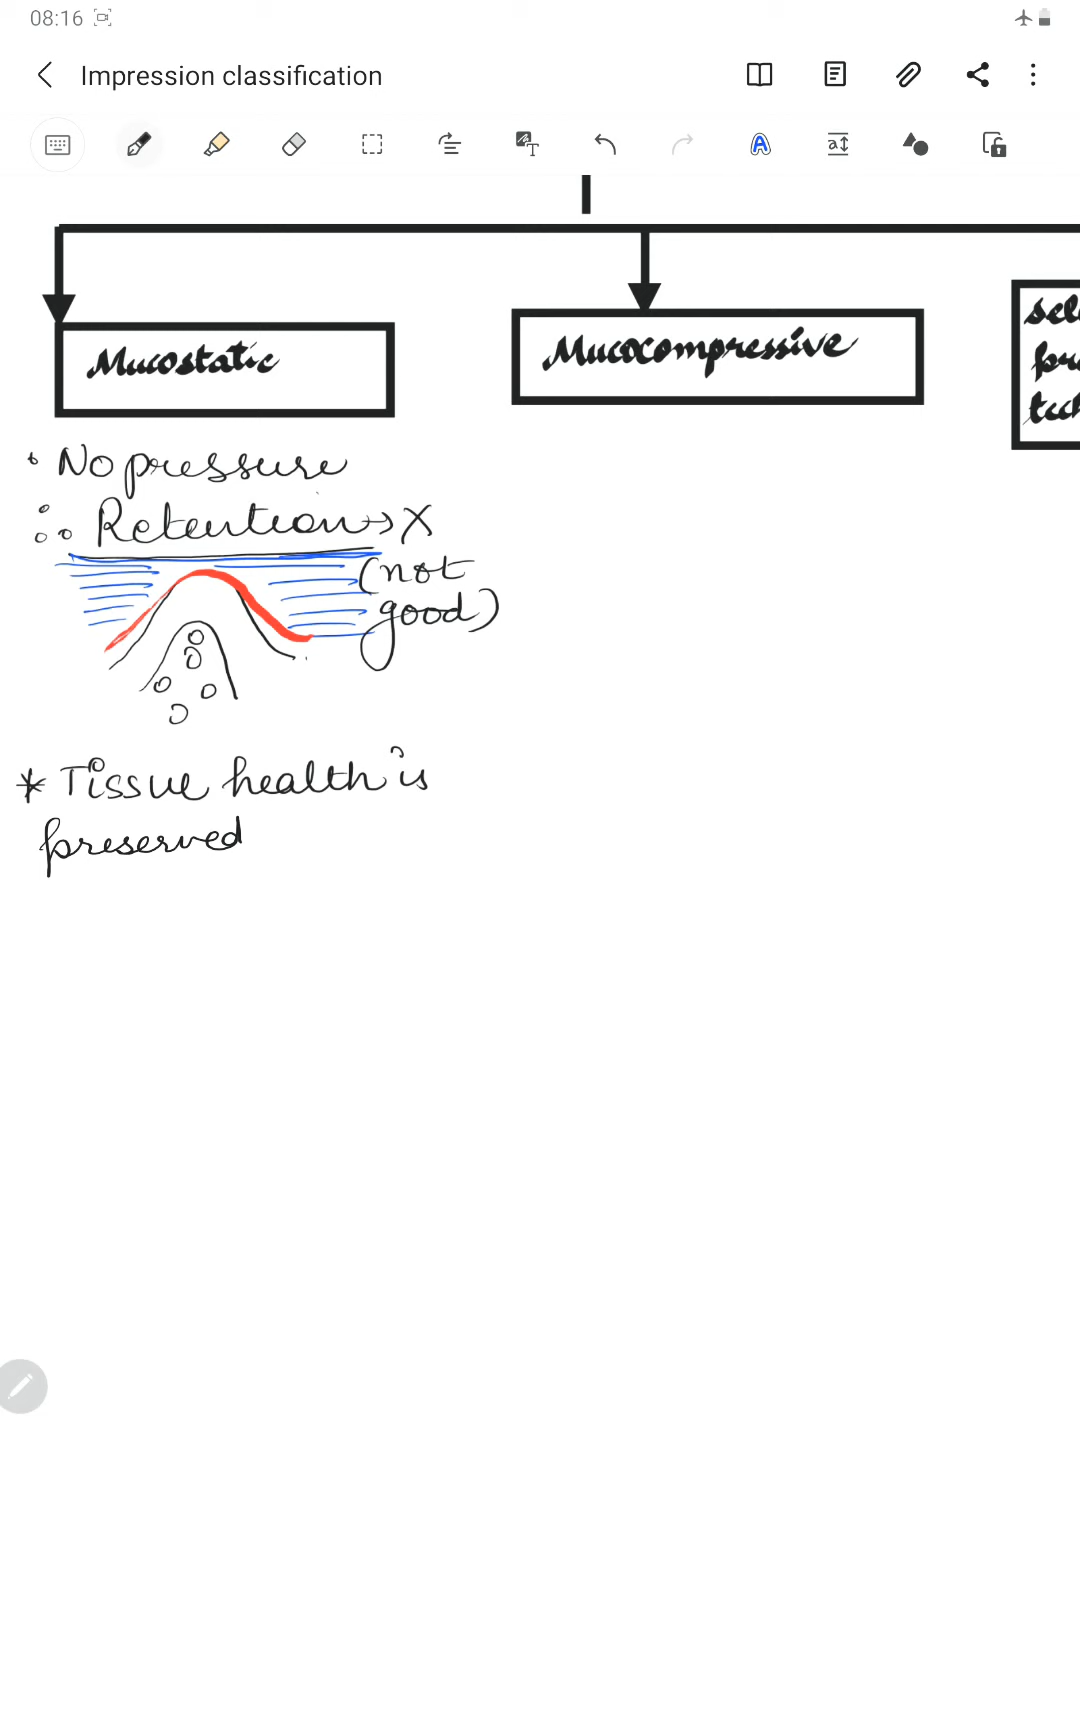 08:16
Impression classification
Mucostatic
Mucocompressive
• No pressure
∴ Retention → X
(not
good)
* Tissue health is
preserved